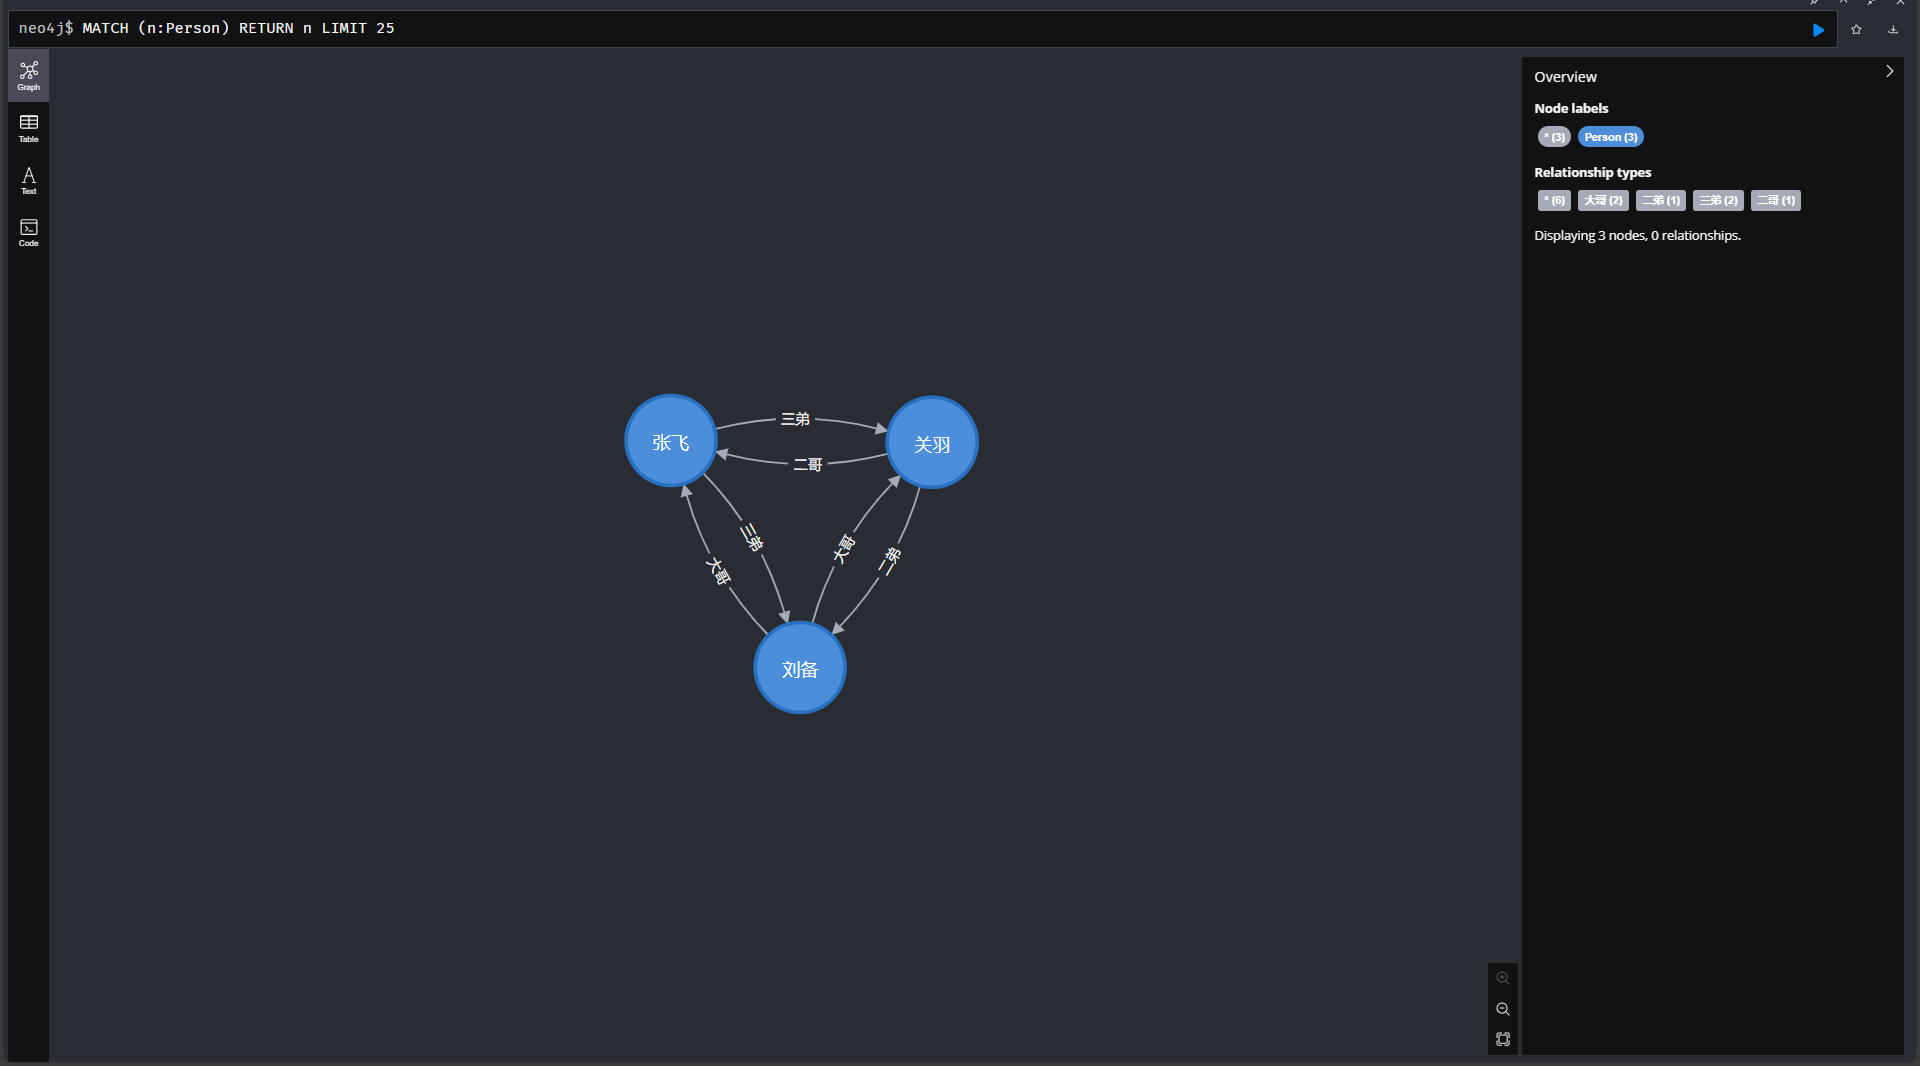 neo4j$ MATCH (n:Person) RETURN n LIMIT 25
Graph
Table
Text
Code
张飞
三弟
关羽
二哥
三弟
大哥
大哥
二弟
刘备
Overview
Node labels
* (3) Person (3)
Relationship types
* (6) 大哥 (2) 二弟 (1) 三弟 (2) 二哥 (1)
Displaying 3 nodes, 0 relationships.